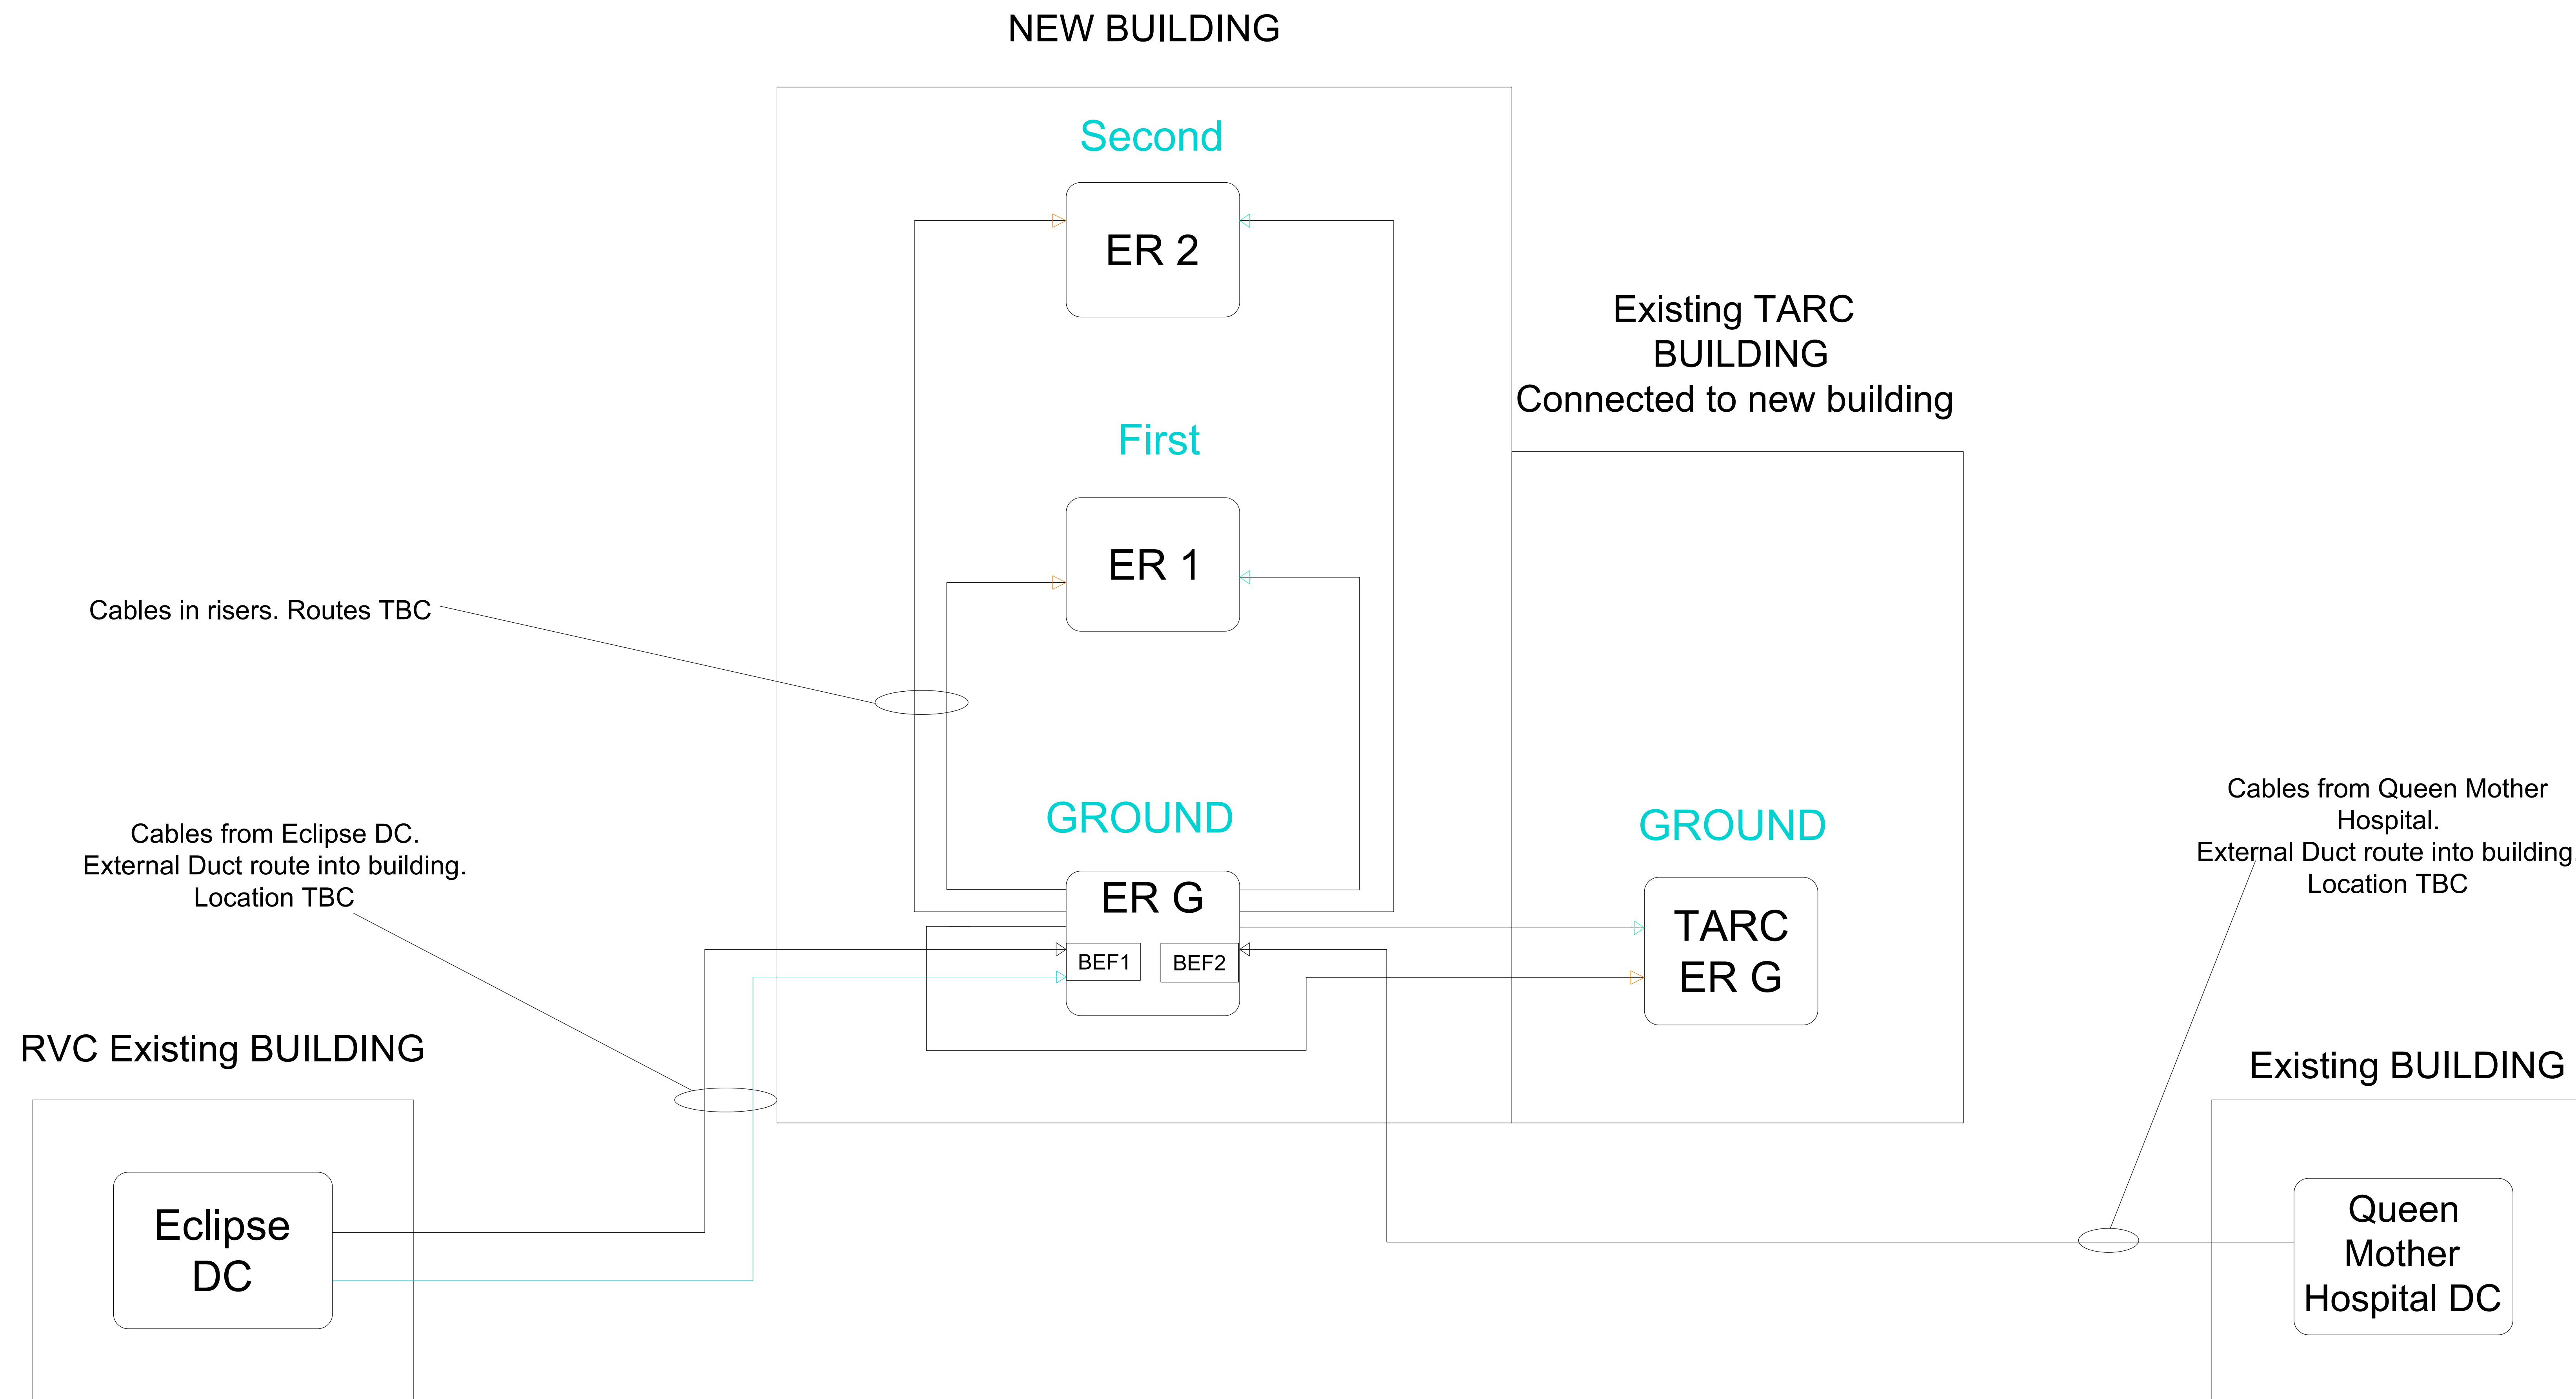 NEW BUILDING
Second
ER 2
Existing TARC
BUILDING
Connected to new building
First
ER 1
Cables in risers. Routes TBC
Cables from Eclipse DC.
External Duct route into building.
Location TBC
GROUND
ER G
BEF1
BEF2
GROUND
TARC
ER G
Cables from Queen Mother
Hospital.
External Duct route into building.
Location TBC
RVC Existing BUILDING
Eclipse
DC
Existing BUILDING
Queen
Mother
Hospital DC